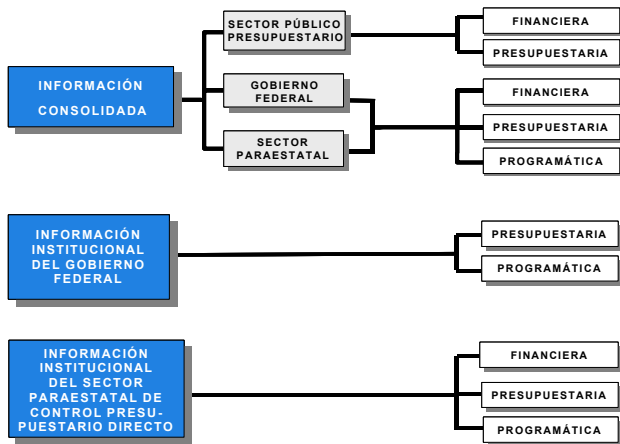 INFORMACIÓN
CONSOLIDADA
SECTOR PÚBLICO
PRESUPUESTARIO
FINANCIERA
PRESUPUESTARIA
GOBIERNO
FEDERAL
SECTOR
PARAESTATAL
FINANCIERA
PRESUPUESTARIA
PROGRAMÁTICA
INFORMACIÓN
INSTITUCIONAL
DEL GOBIERNO
FEDERAL
PRESUPUESTARIA
PROGRAMÁTICA
INFORMACIÓN
INSTITUCIONAL
DEL SECTOR
PARAESTATAL DE
CONTROL PRESU-
PUESTARIO DIRECTO
FINANCIERA
PRESUPUESTARIA
PROGRAMÁTICA